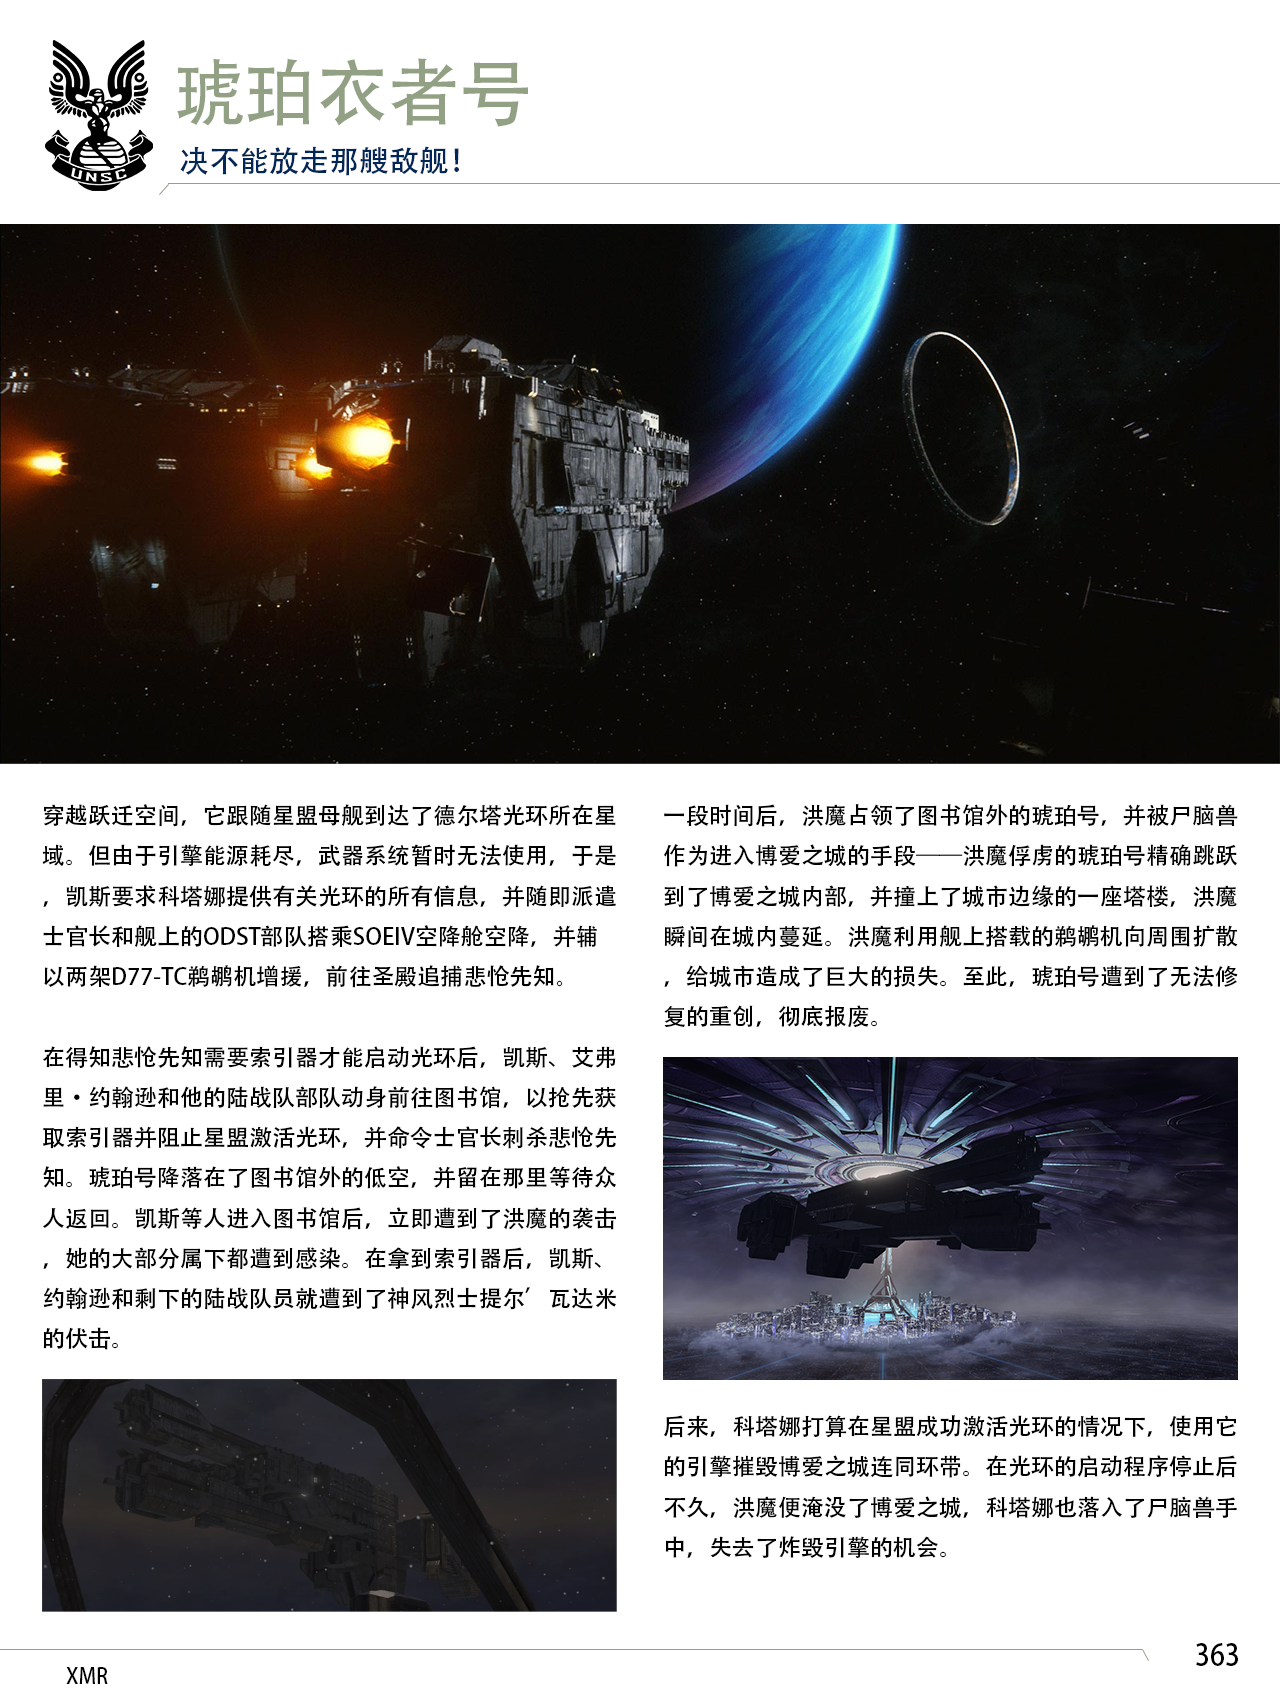 琥珀衣者号
决不能放走那艘敌舰！
UNSC
穿越跃迁空间，它跟随星盟母舰到达了德尔塔光环所在星
域。但由于引擎能源耗尽，武器系统暂时无法使用，于是
，凯斯要求科塔娜提供有关光环的所有信息，并随即派遣
士官长和舰上的ODST部队搭乘SOEIV空降舱空降，并辅
以两架D77-TC鹈鹕机增援，前往圣殿追捕悲怆先知。
在得知悲怆先知需要索引器才能启动光环后，凯斯、艾弗
里·约翰逊和他的陆战队部队动身前往图书馆，以抢先获
取索引器并阻止星盟激活光环，并命令士官长刺杀悲怆先
知。琥珀号降落在了图书馆外的低空，并留在那里等待众
人返回。凯斯等人进入图书馆后，立即遭到了洪魔的袭击
，她的大部分属下都遭到感染。在拿到索引器后，凯斯、
约翰逊和剩下的陆战队员就遭到了神风烈士提尔’瓦达米
的伏击。
一段时间后，洪魔占领了图书馆外的琥珀号，并被尸脑兽
作为进入博爱之城的手段——洪魔俘虏的琥珀号精确跳跃
到了博爱之城内部，并撞上了城市边缘的一座塔楼，洪魔
瞬间在城内蔓延。洪魔利用舰上搭载的鹈鹕机向周围扩散
，给城市造成了巨大的损失。至此，琥珀号遭到了无法修
复的重创，彻底报废。
后来，科塔娜打算在星盟成功激活光环的情况下，使用它
的引擎摧毁博爱之城连同环带。在光环的启动程序停止后
不久，洪魔便淹没了博爱之城，科塔娜也落入了尸脑兽手
中，失去了炸毁引擎的机会。
363
XMR